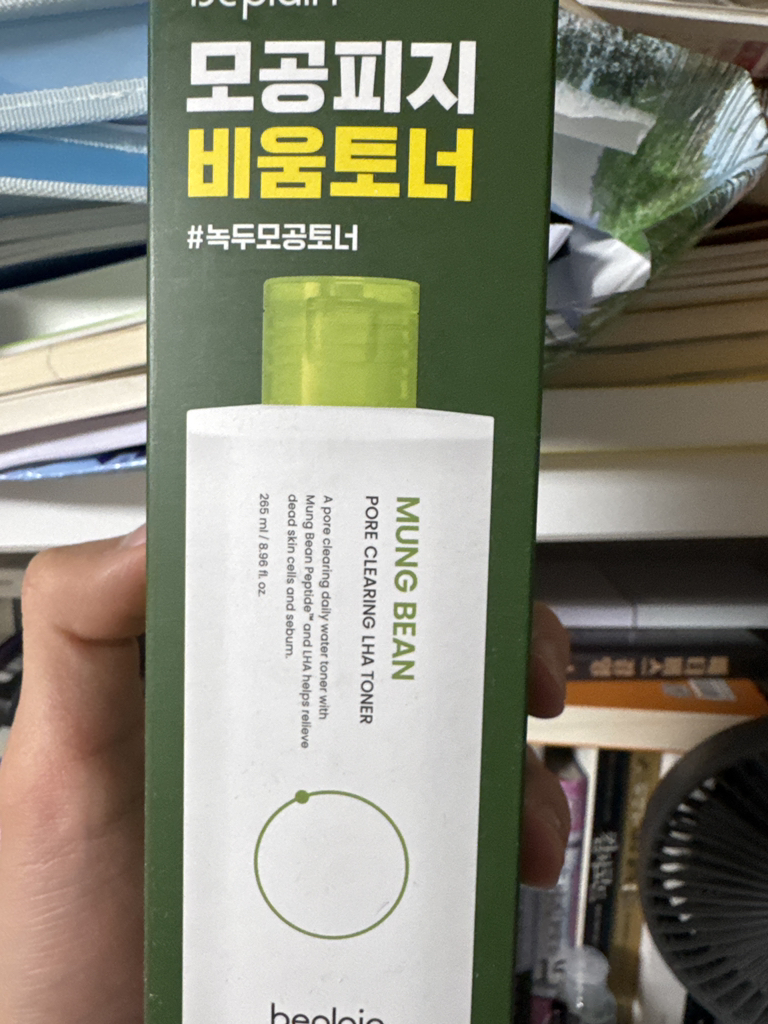 beplain
모공피지
비움토너
#녹두모공토너
MUNG BEAN
PORE CLEARING LHA TONER
A pore clearing daily water toner with
Mung Bean Peptide™ and LHA helps relieve
dead skin cells and sebum.
265 ml / 8.96 fl. oz.
beplain